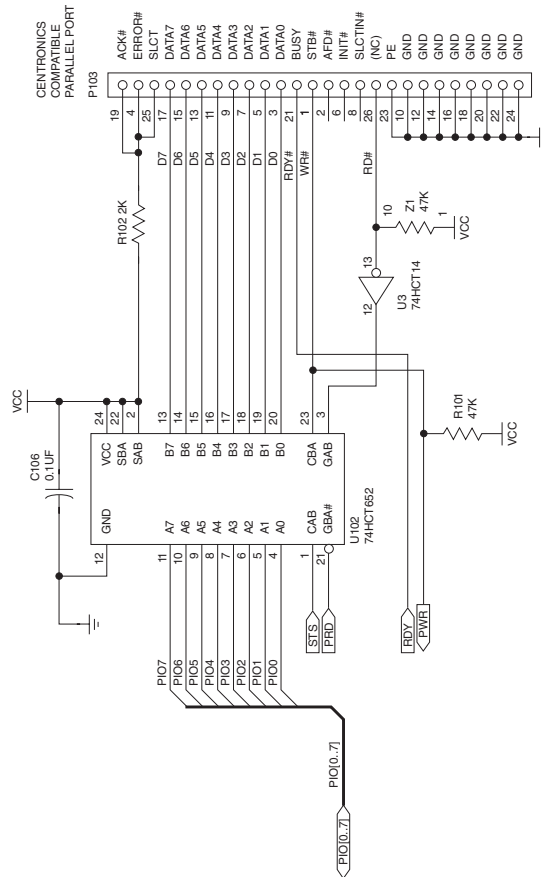 CENTRONICS
COMPATIBLE
PARALLEL PORT
P103
ACK#
ERROR#
SLCT
DATA7
DATA6
DATA5
DATA4
DATA3
DATA2
DATA1
DATA0
BUSY
STB#
AFD#
INIT#
SLCTIN#
(NC)
PE
GND
GND
GND
GND
GND
GND
GND
GND
19
4
25
17
15
13
11
9
7
5
3
21
1
2
6
8
26
23
10
12
14
16
18
20
22
24
D7
D6
D5
D4
D3
D2
D1
D0
RDY#
WR#
RD#
R102 2K
10
Z1
47K
1
VCC
13
12
U3
74HCT14
VCC
24
22
2
13
14
15
16
17
18
19
20
23
3
R101
47K
VCC
C106
0.1UF
VCC
SBA
SAB
B7
B6
B5
B4
B3
B2
B1
B0
CBA
GAB
GND
A7
A6
A5
A4
A3
A2
A1
A0
CAB
GBA#
U102
74HCT652
12
11
10
9
8
7
6
5
4
1
21
STS
PRD
RDY
PWR
PIO7
PIO6
PIO5
PIO4
PIO3
PIO2
PIO1
PIO0
PIO[0..7]
PIO[0..7]